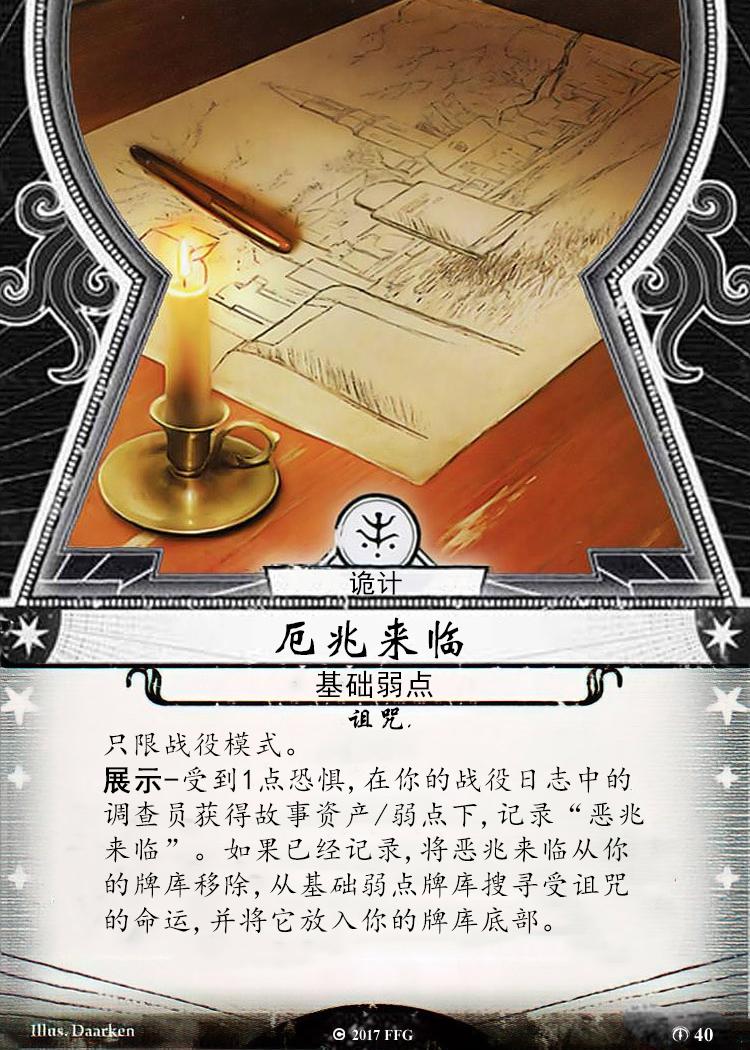 诡计
厄兆来临
基础弱点
诅咒.
只限战役模式。
展示–受到1点恐惧,在你的战役日志中的
调查员获得故事资产/弱点下,记录“恶兆
来临”。如果已经记录,将恶兆来临从你
的牌库移除,从基础弱点牌库搜寻受诅咒
的命运,并将它放入你的牌库底部。
Illus. Daarken
© 2017 FFG
40